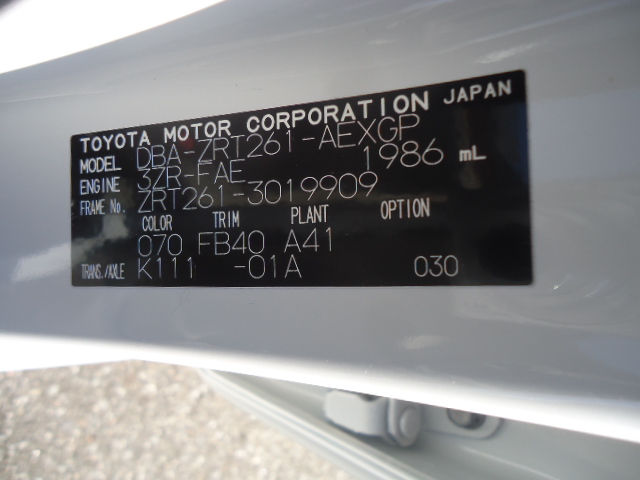 TOYOTA MOTOR CORPORATION JAPAN
MODEL DBA-ZRT261-AEXGP
ENGINE 3ZR-FAE 1986 mL
FRAME No. ZRT261-3019909
COLOR TRIM PLANT OPTION
070 FB40 A41
TRANS./AXLE K111 -01A 030